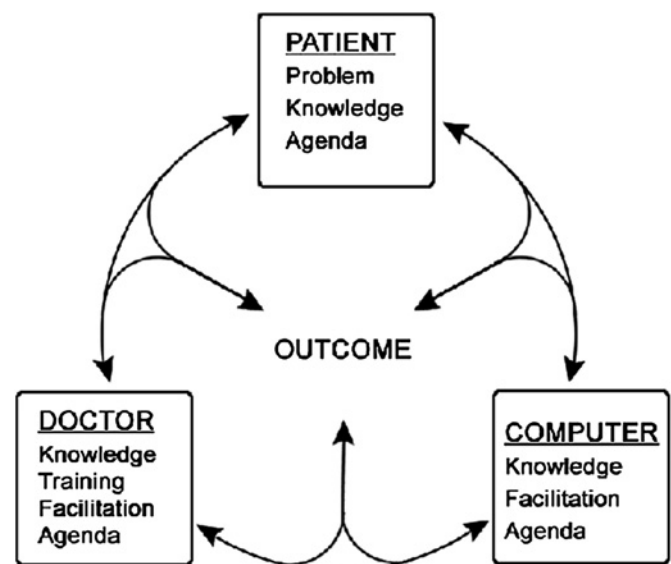 PATIENT
Problem
Knowledge
Agenda
OUTCOME
DOCTOR
Knowledge
Training
Facilitation
Agenda
COMPUTER
Knowledge
Facilitation
Agenda